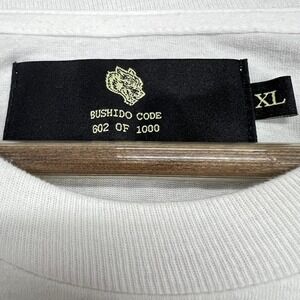 BUSHIDO CODE
602 OF 1000
XL